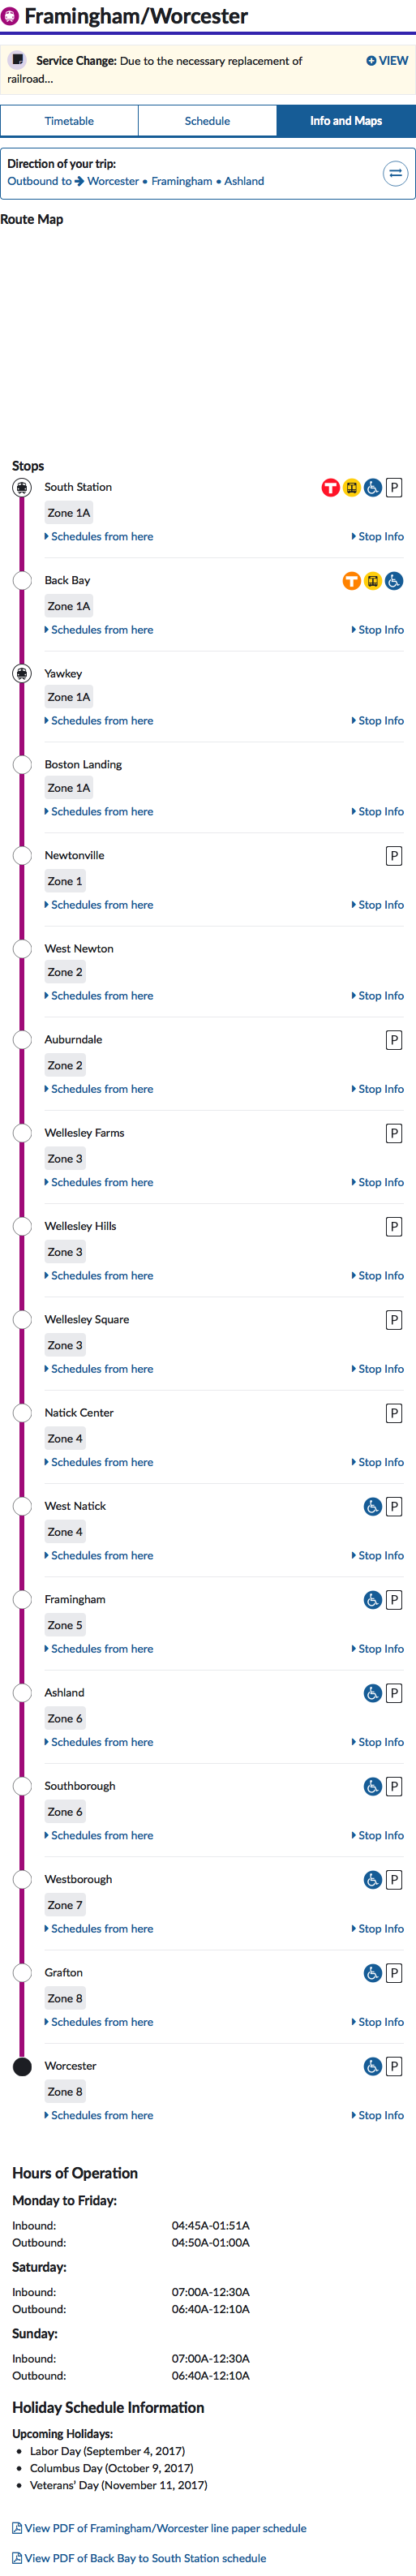 Framingham/Worcester
Service Change: Due to the necessary replacement of
railroad...
VIEW
Timetable
Schedule
Info and Maps
Direction of your trip:
Outbound to → Worcester • Framingham • Ashland
Route Map
Stops
South Station
T
P
Zone 1A
Schedules from here
Stop Info
Back Bay
T
Zone 1A
Schedules from here
Stop Info
Yawkey
Zone 1A
Schedules from here
Stop Info
Boston Landing
Zone 1A
Schedules from here
Stop Info
Newtonville
P
Zone 1
Schedules from here
Stop Info
West Newton
Zone 2
Schedules from here
Stop Info
Auburndale
P
Zone 2
Schedules from here
Stop Info
Wellesley Farms
P
Zone 3
Schedules from here
Stop Info
Wellesley Hills
P
Zone 3
Schedules from here
Stop Info
Wellesley Square
P
Zone 3
Schedules from here
Stop Info
Natick Center
P
Zone 4
Schedules from here
Stop Info
West Natick
P
Zone 4
Schedules from here
Stop Info
Framingham
P
Zone 5
Schedules from here
Stop Info
Ashland
P
Zone 6
Schedules from here
Stop Info
Southborough
P
Zone 6
Schedules from here
Stop Info
Westborough
P
Zone 7
Schedules from here
Stop Info
Grafton
P
Zone 8
Schedules from here
Stop Info
Worcester
P
Zone 8
Schedules from here
Stop Info
Hours of Operation
Monday to Friday:
Inbound: 04:45A-01:51A
Outbound: 04:50A-01:00A
Saturday:
Inbound: 07:00A-12:30A
Outbound: 06:40A-12:10A
Sunday:
Inbound: 07:00A-12:30A
Outbound: 06:40A-12:10A
Holiday Schedule Information
Upcoming Holidays:
• Labor Day (September 4, 2017)
• Columbus Day (October 9, 2017)
• Veterans' Day (November 11, 2017)
View PDF of Framingham/Worcester line paper schedule
View PDF of Back Bay to South Station schedule